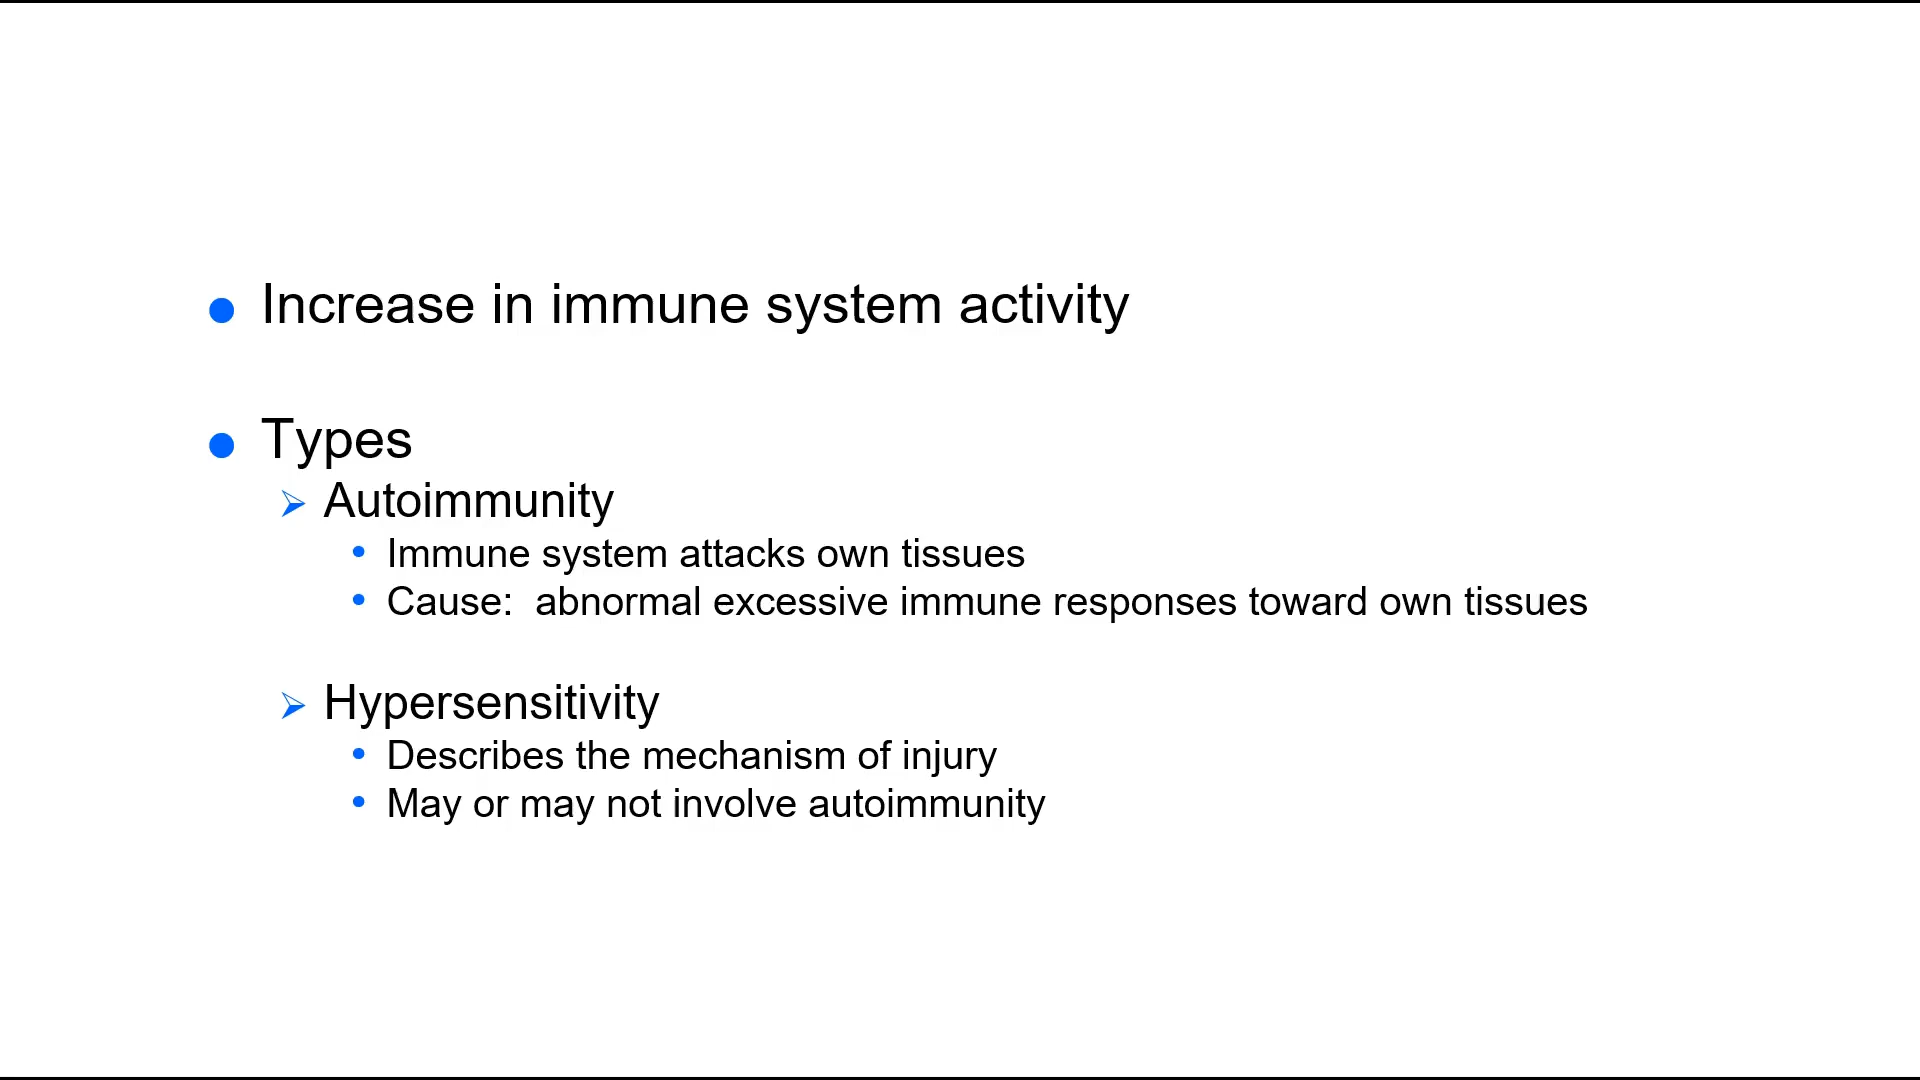 Increase in immune system activity
Types
Autoimmunity
Immune system attacks own tissues
Cause:  abnormal excessive immune responses toward own tissues
Hypersensitivity
Describes the mechanism of injury
May or may not involve autoimmunity